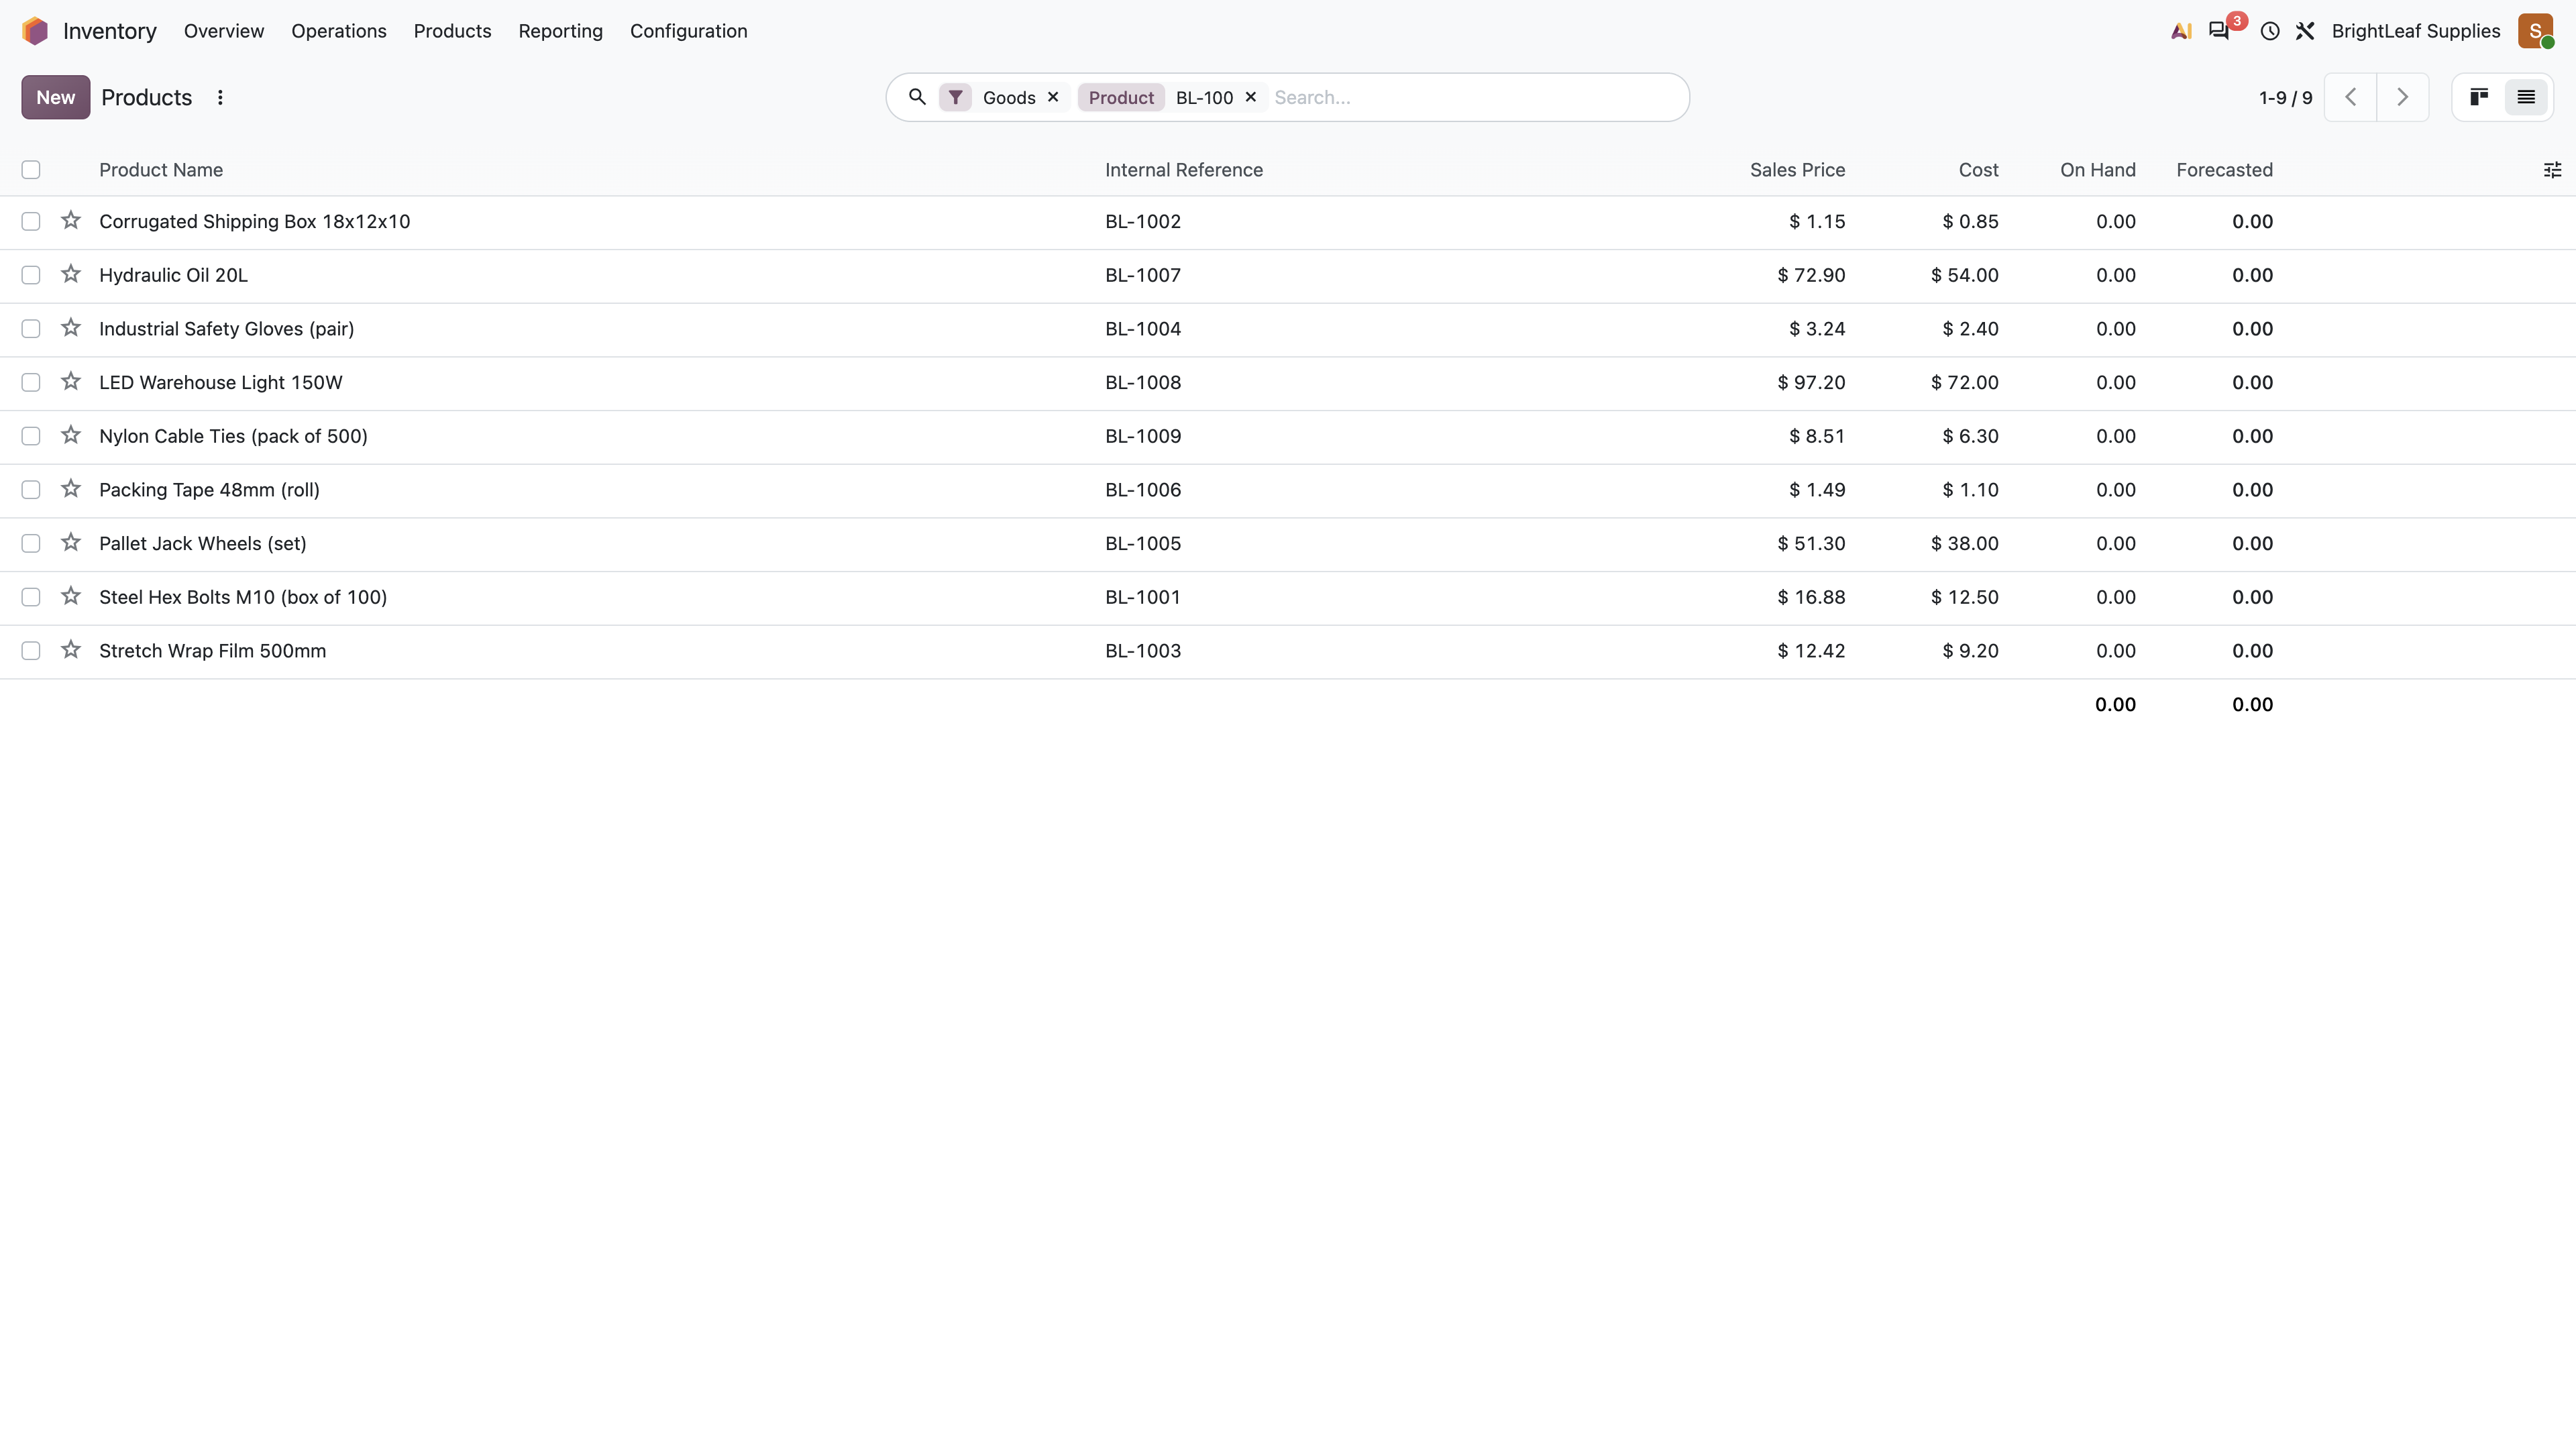 Inventory Overview Operations Products Reporting Configuration AI 3 BrightLeaf Supplies S
New Products Goods Product BL-100 Search... 1-9 / 9
Product Name Internal Reference Sales Price Cost On Hand Forecasted
Corrugated Shipping Box 18x12x10 BL-1002 $ 1.15 $ 0.85 0.00 0.00
Hydraulic Oil 20L BL-1007 $ 72.90 $ 54.00 0.00 0.00
Industrial Safety Gloves (pair) BL-1004 $ 3.24 $ 2.40 0.00 0.00
LED Warehouse Light 150W BL-1008 $ 97.20 $ 72.00 0.00 0.00
Nylon Cable Ties (pack of 500) BL-1009 $ 8.51 $ 6.30 0.00 0.00
Packing Tape 48mm (roll) BL-1006 $ 1.49 $ 1.10 0.00 0.00
Pallet Jack Wheels (set) BL-1005 $ 51.30 $ 38.00 0.00 0.00
Steel Hex Bolts M10 (box of 100) BL-1001 $ 16.88 $ 12.50 0.00 0.00
Stretch Wrap Film 500mm BL-1003 $ 12.42 $ 9.20 0.00 0.00
0.00 0.00